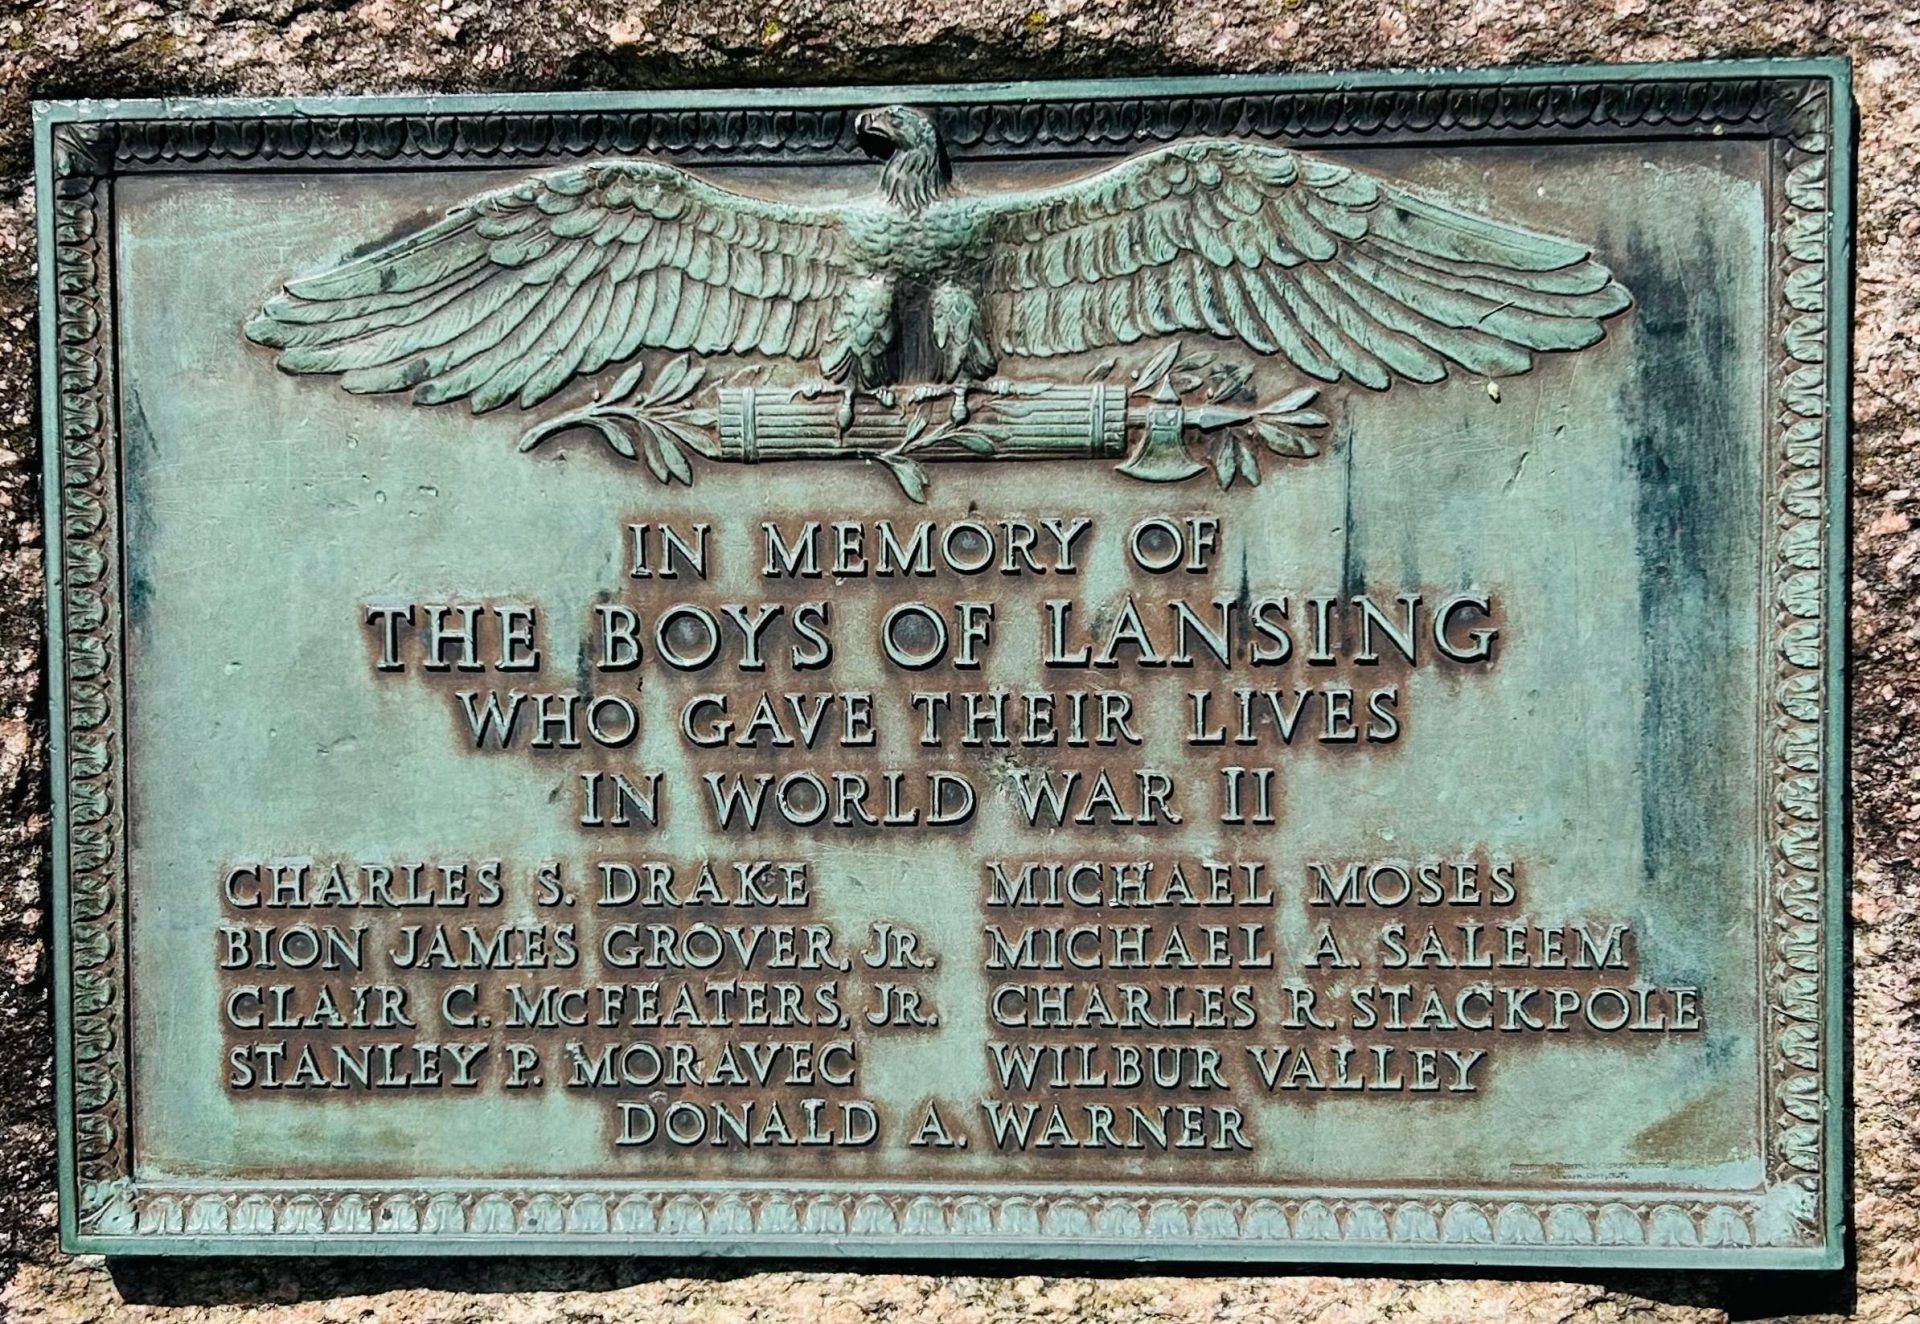 IN MEMORY OF
THE BOYS OF LANSING
WHO GAVE THEIR LIVES
IN WORLD WAR II
CHARLES S. DRAKE
BION JAMES GROVER, JR.
CLAIR C. MCFEATERS, JR.
STANLEY P. MORAVEC
MICHAEL MOSES
MICHAEL A. SALEEM
CHARLES R. STACKPOLE
WILBUR VALLEY
DONALD A. WARNER